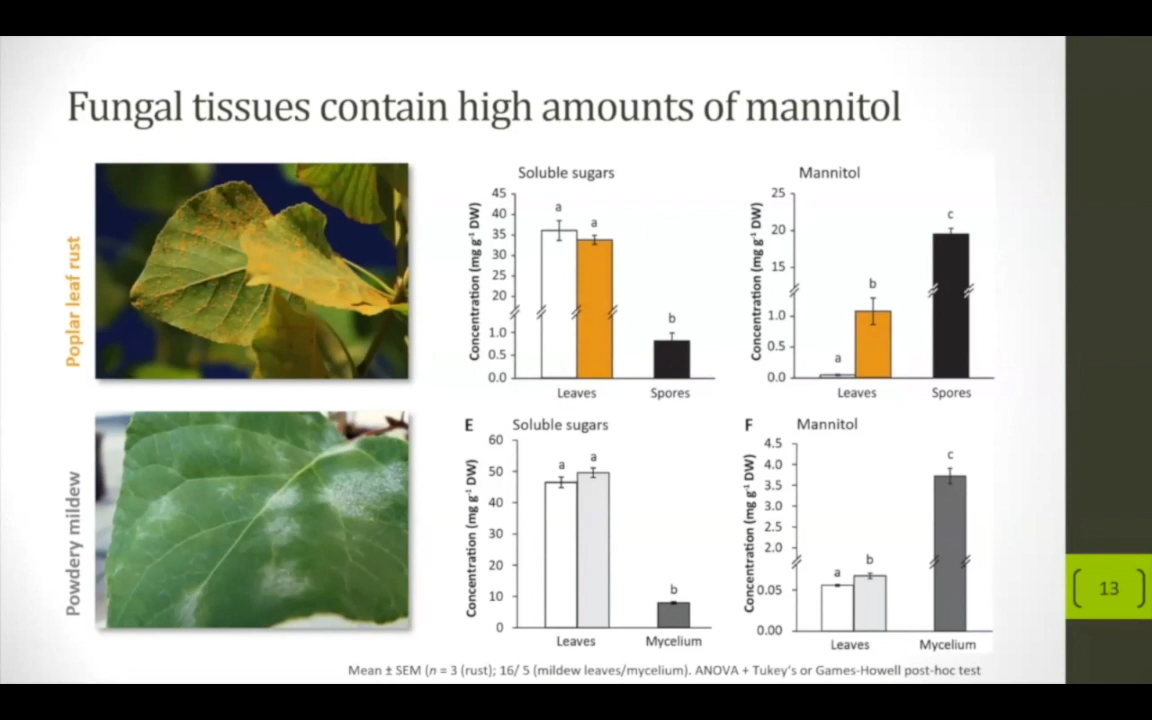 Fungal tissues contain high amounts of mannitol
Poplar leaf rust
Soluble sugars
Concentration (mg g⁻¹ DW)
45
40
35
30
25
20
1.0
0.5
0.0
a
a
b
Leaves
Spores
Mannitol
Concentration (mg g⁻¹ DW)
25
20
15
1.0
0.5
0.0
a
b
c
Leaves
Spores
Powdery mildew
E
Soluble sugars
Concentration (mg g⁻¹ DW)
60
50
40
30
20
10
0
a
a
b
Leaves
Mycelium
F
Mannitol
Concentration (mg g⁻¹ DW)
4.5
4.0
3.5
3.0
2.5
2.0
0.05
0.00
a
b
c
Leaves
Mycelium
13
Mean ± SEM (n = 3 (rust); 16/ 5 (mildew leaves/mycelium). ANOVA + Tukey's or Games-Howell post-hoc test